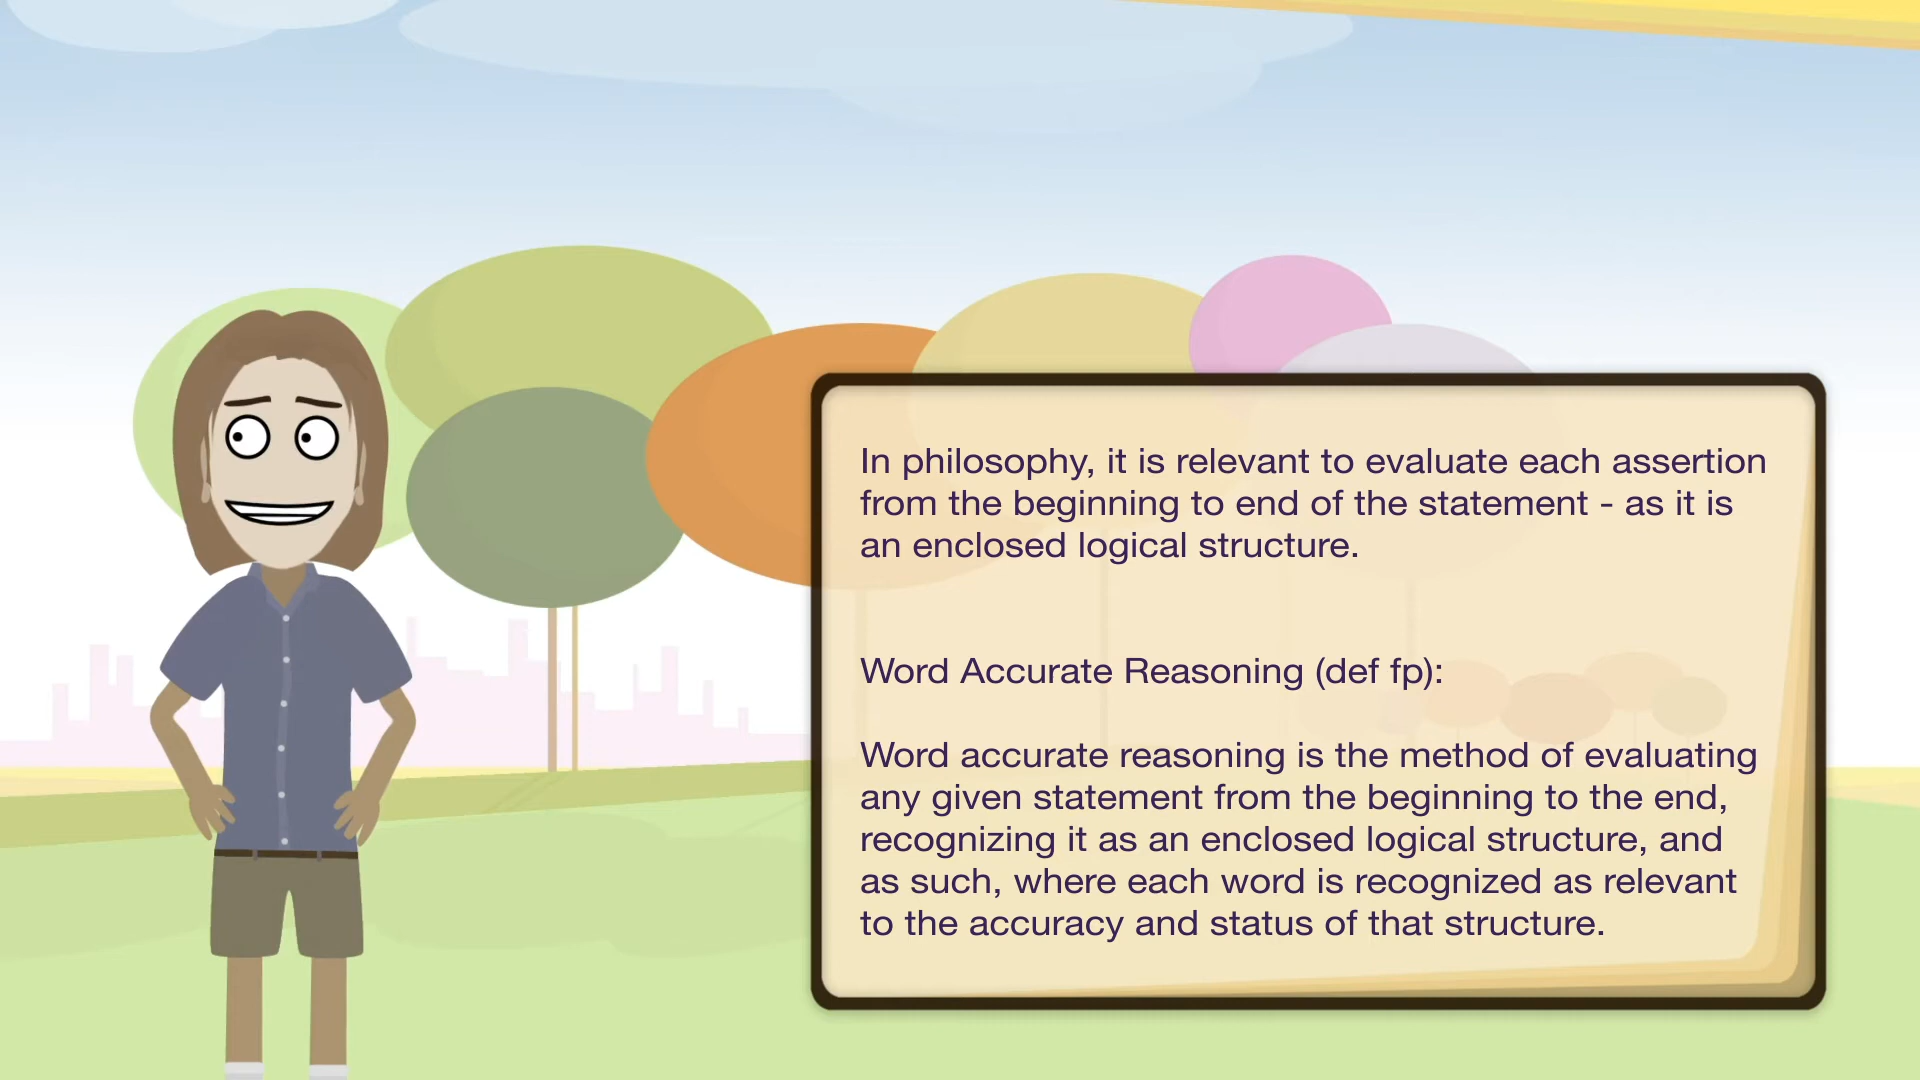 In philosophy, it is relevant to evaluate each assertion
from the beginning to end of the statement - as it is
an enclosed logical structure.
Word Accurate Reasoning (def fp):
Word accurate reasoning is the method of evaluating
any given statement from the beginning to the end,
recognizing it as an enclosed logical structure, and
as such, where each word is recognized as relevant
to the accuracy and status of that structure.